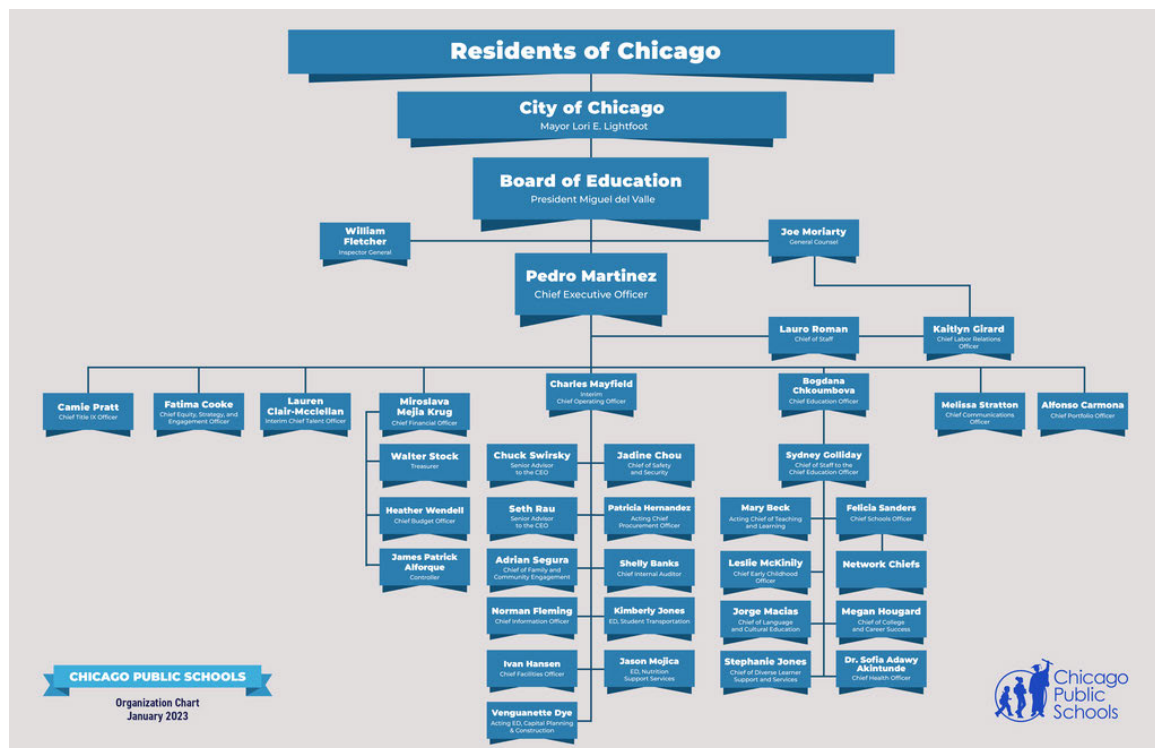 Residents of Chicago
City of Chicago
Mayor Lori E. Lightfoot
Board of Education
President Miguel del Valle
William
Fletcher
Inspector General
Joe Moriarty
General Counsel
Pedro Martinez
Chief Executive Officer
Lauro Roman
Chief of Staff
Kaitlyn Girard
Chief Labor Relations
Officer
Camie Pratt
Chief Title IX Officer
Fatima Cooke
Chief Equity, Strategy, and
Engagement Officer
Lauren
Clair-Mcclellan
Interim Chief Talent Officer
Miroslava
Mejia Krug
Chief Financial Officer
Charles Mayfield
Interim
Chief Operating Officer
Bogdana
Chkoumbova
Chief Education Officer
Melissa Stratton
Chief Communications
Officer
Alfonso Carmona
Chief Portfolio Officer
Walter Stock
Treasurer
Heather Wendell
Chief Budget Officer
James Patrick
Alforque
Controller
Chuck Swirsky
Senior Advisor
to the CEO
Jadine Chou
Chief of Safety
and Security
Seth Rau
Senior Advisor
to the CEO
Patricia Hernandez
Acting Chief
Procurement Officer
Adrian Segura
Chief of Family and
Community Engagement
Shelly Banks
Chief Internal Auditor
Norman Fleming
Chief Information Officer
Kimberly Jones
ED, Student Transportation
Ivan Hansen
Chief Facilities Officer
Jason Mojica
ED, Nutrition
Support Services
Venguanette Dye
Acting ED, Capital Planning
& Construction
Sydney Golliday
Chief of Staff to the
Chief Education Officer
Mary Beck
Acting Chief of Teaching
and Learning
Felicia Sanders
Chief Schools Officer
Leslie McKinily
Chief Early Childhood
Officer
Network Chiefs
Jorge Macias
Chief of Language
and Cultural Education
Megan Hougard
Chief of College
and Career Success
Stephanie Jones
Chief of Diverse Learner
Support and Services
Dr. Sofia Adawy
Akintunde
Chief Health Officer
CHICAGO PUBLIC SCHOOLS
Organization Chart
January 2023
Chicago
Public
Schools